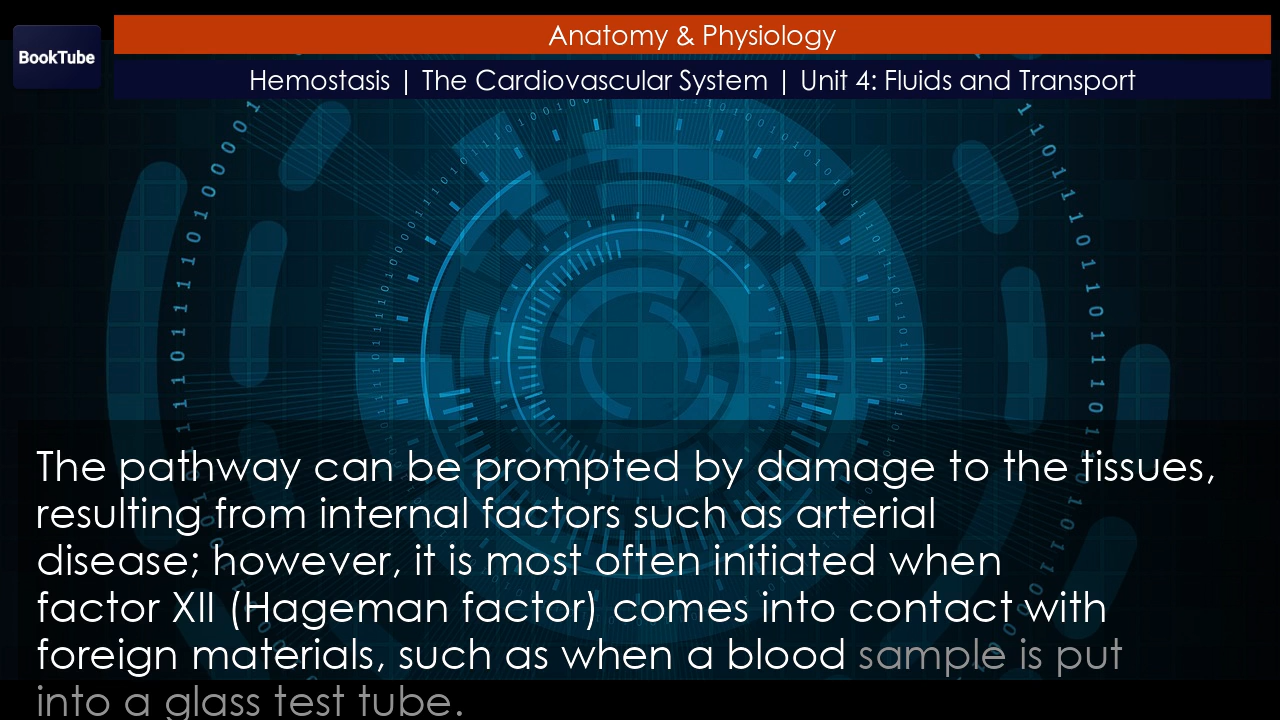 Anatomy & Physiology
BookTube
Hemostasis | The Cardiovascular System | Unit 4: Fluids and Transport
The pathway can be prompted by damage to the tissues,
resulting from internal factors such as arterial
disease; however, it is most often initiated when
factor XII (Hageman factor) comes into contact with
foreign materials, such as when a blood sample is put
into a glass test tube.